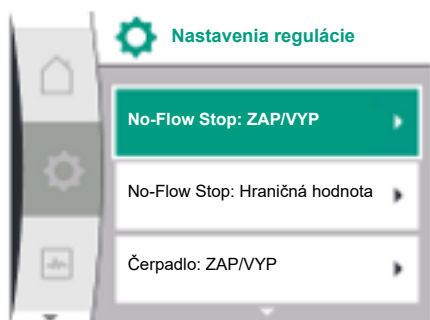 Nastavenia regulácie
No-Flow Stop: ZAP/VYP
No-Flow Stop: Hraničná hodnota
Čerpadlo: ZAP/VYP